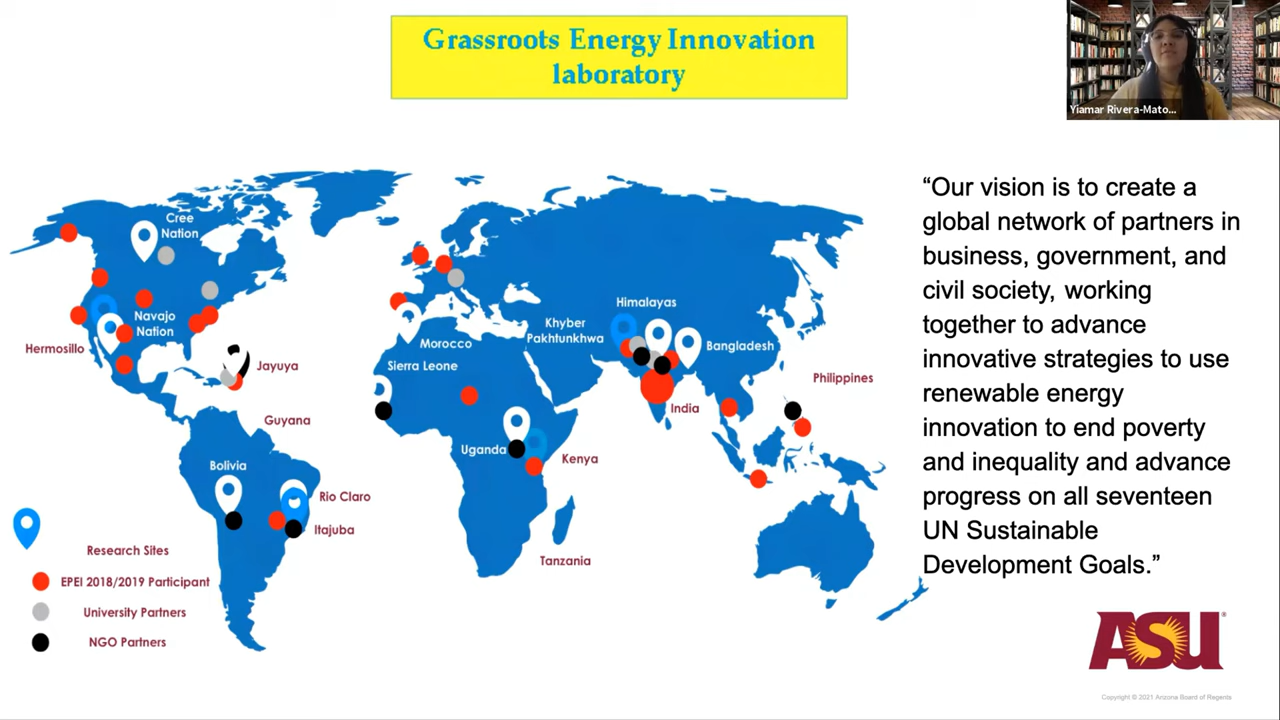 Grassroots Energy Innovation
laboratory
Yiamar Rivera-Mato...
Cree
Nation
Navajo
Nation
Hermosillo
Jayuya
Guyana
Bolivia
Rio Claro
Itajuba
Morocco
Sierra Leone
Uganda
Kenya
Tanzania
Himalayas
Khyber
Pakhtunkhwa
Bangladesh
India
Philippines
Research Sites
EPEI 2018/2019 Participant
University Partners
NGO Partners
“Our vision is to create a
global network of partners in
business, government, and
civil society, working
together to advance
innovative strategies to use
renewable energy
innovation to end poverty
and inequality and advance
progress on all seventeen
UN Sustainable
Development Goals.”
ASU®
Copyright © 2021 Arizona Board of Regents